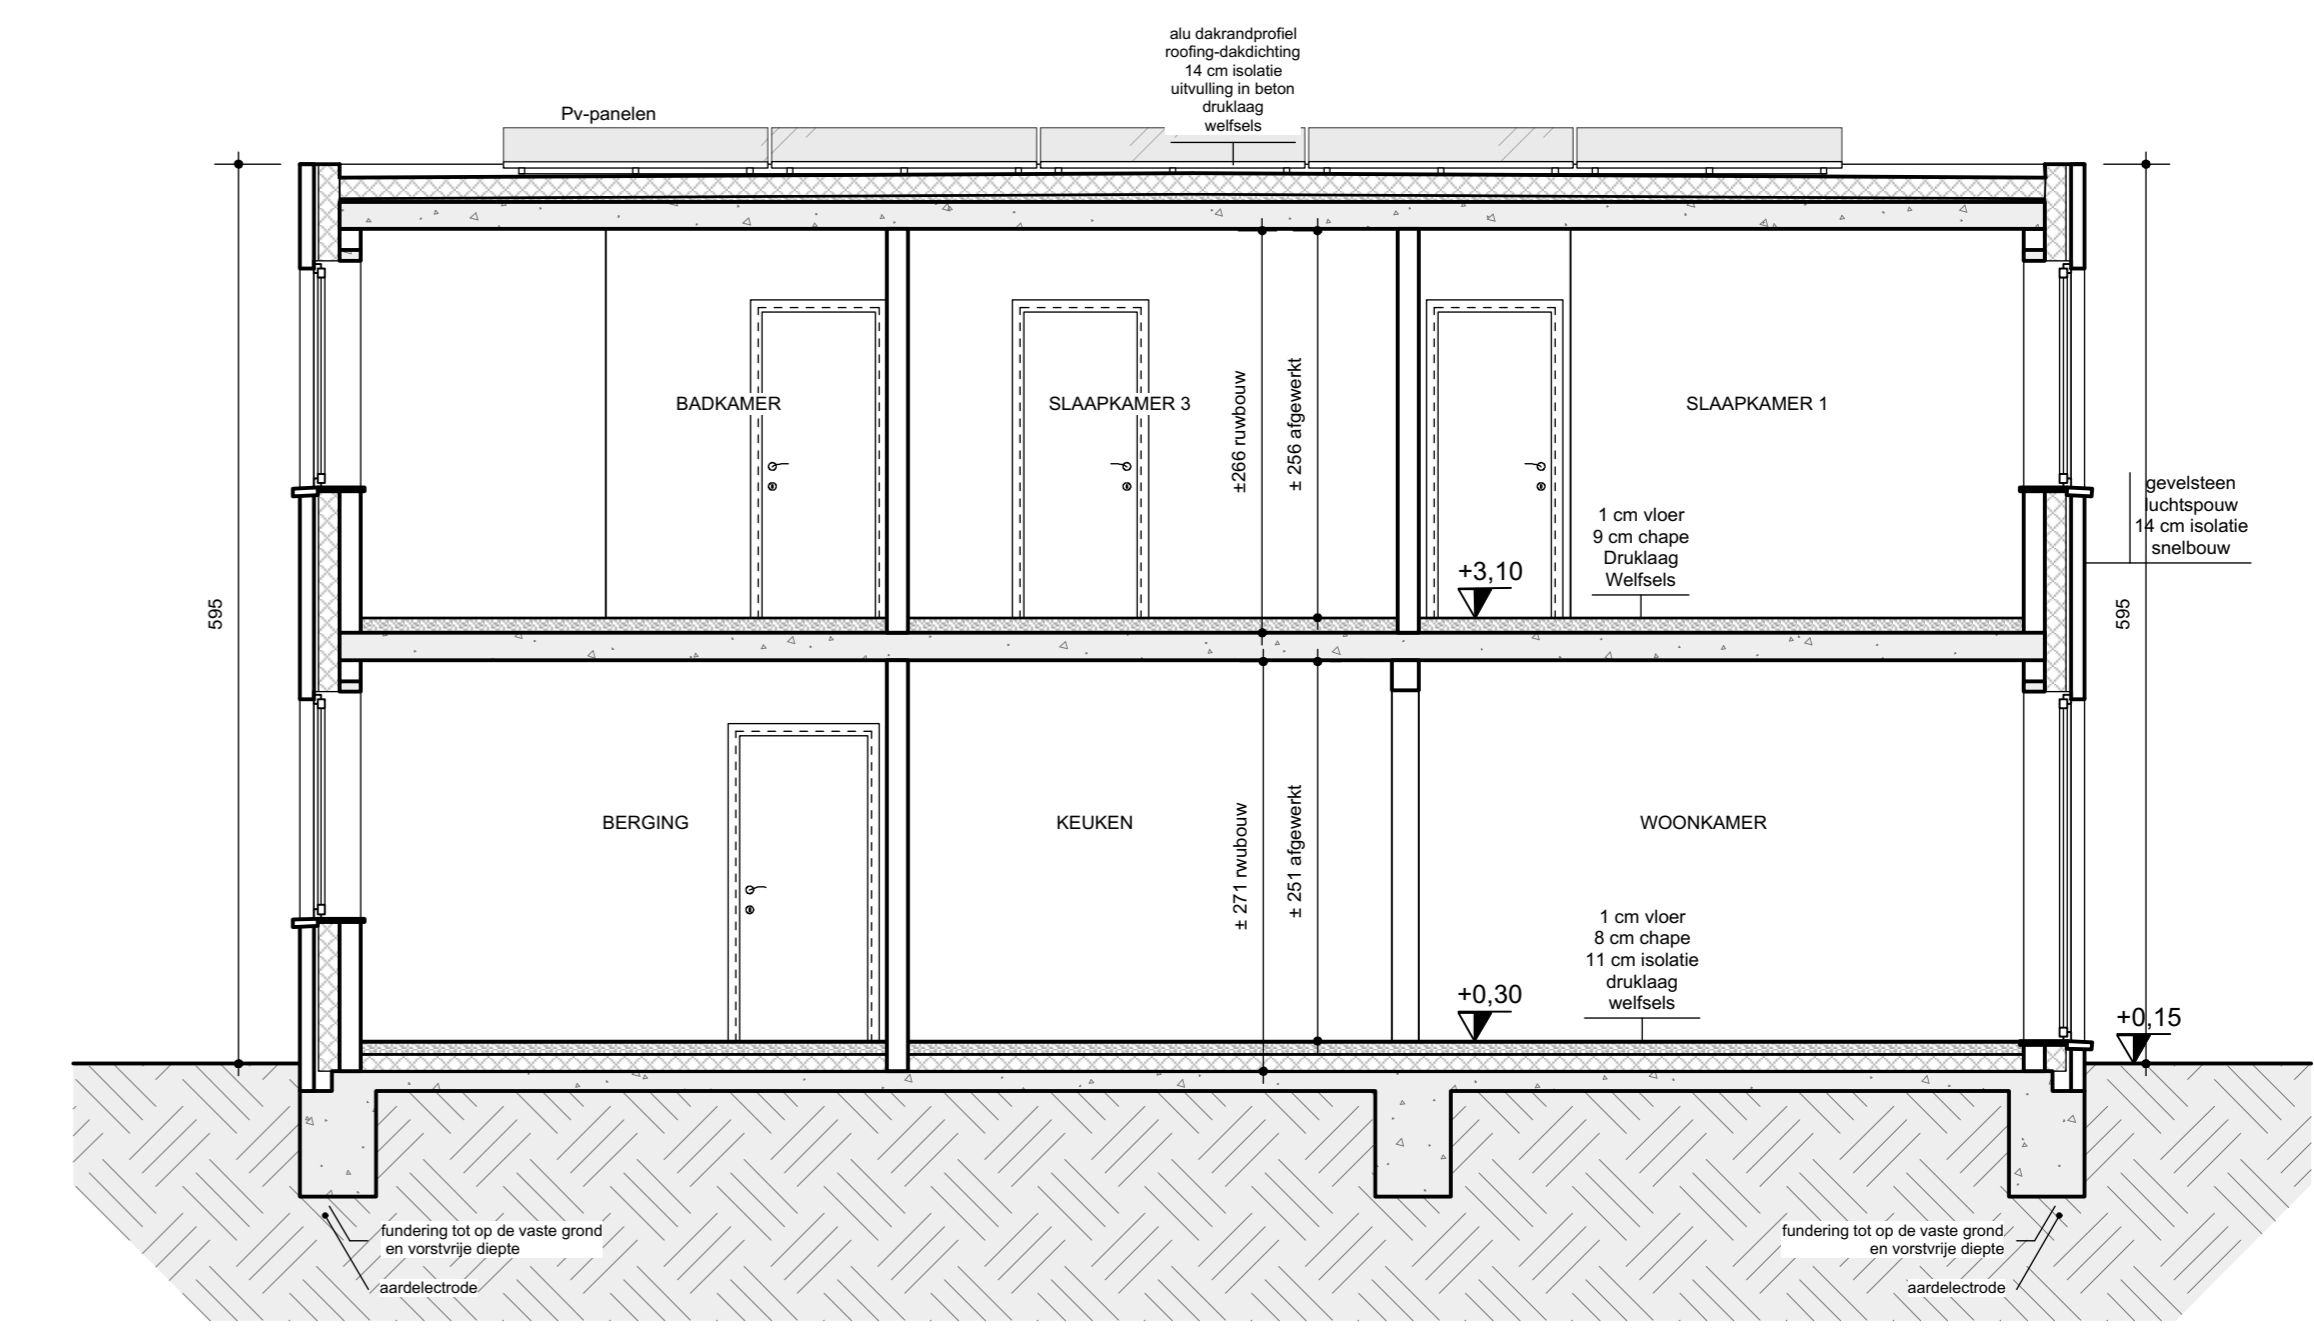 alu dakrandprofiel
roofing-dakdichting
14 cm isolatie
uitvulling in beton
druklaag
welfsels
Pv-panelen
BADKAMER
SLAAPKAMER 3
±266 ruwbouw
± 256 afgewerkt
SLAAPKAMER 1
gevelsteen
luchtspouw
14 cm isolatie
snelbouw
1 cm vloer
9 cm chape
Druklaag
Welfsels
+3,10
595
595
BERGING
KEUKEN
± 271 rwubouw
± 251 afgewerkt
WOONKAMER
1 cm vloer
8 cm chape
11 cm isolatie
druklaag
welfsels
+0,30
+0,15
fundering tot op de vaste grond
en vorstvrije diepte
aardelectrode
fundering tot op de vaste grond
en vorstvrije diepte
aardelectrode